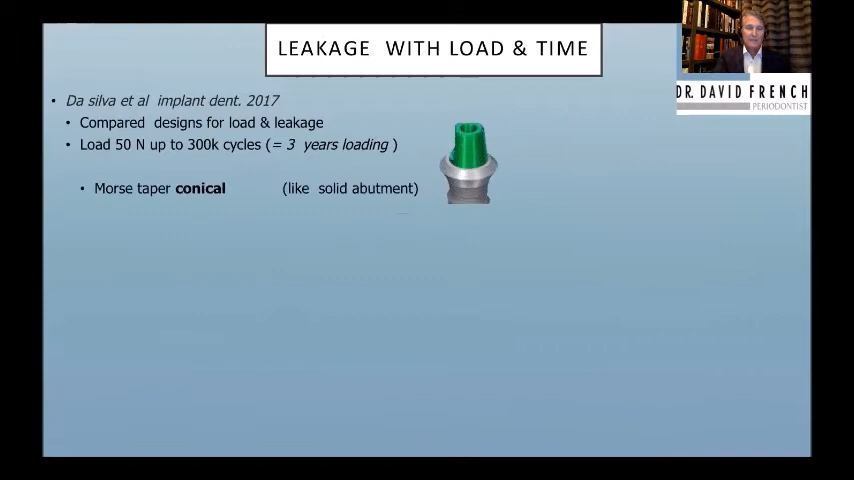 LEAKAGE WITH LOAD & TIME
DR. DAVID FRENCH
PERIODONTIST
• Da silva et al implant dent. 2017
• Compared designs for load & leakage
• Load 50 N up to 300k cycles (= 3 years loading )
• Morse taper conical (like solid abutment)